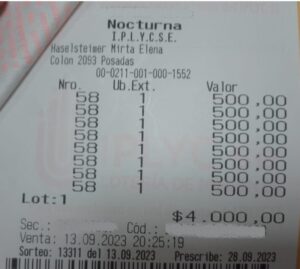 Nocturna
I.P.L.Y.C.S.E.
Haselsteimer Mirta Elena
Colon 2093 Posadas
00-0211-001-000-1552
Nro. Ub.Ext. Valor
58 1 500,00
58 1 500,00
58 1 500,00
58 1 500,00
58 1 500,00
58 1 500,00
58 1 500,00
58 1 500,00
Lot:1
$4.000,00
Sec.: Cód.:
Venta: 13.09.2023 20:25:19
Sorteo: 13311 del 13.09.2023 Prescribe: 28.09.2023